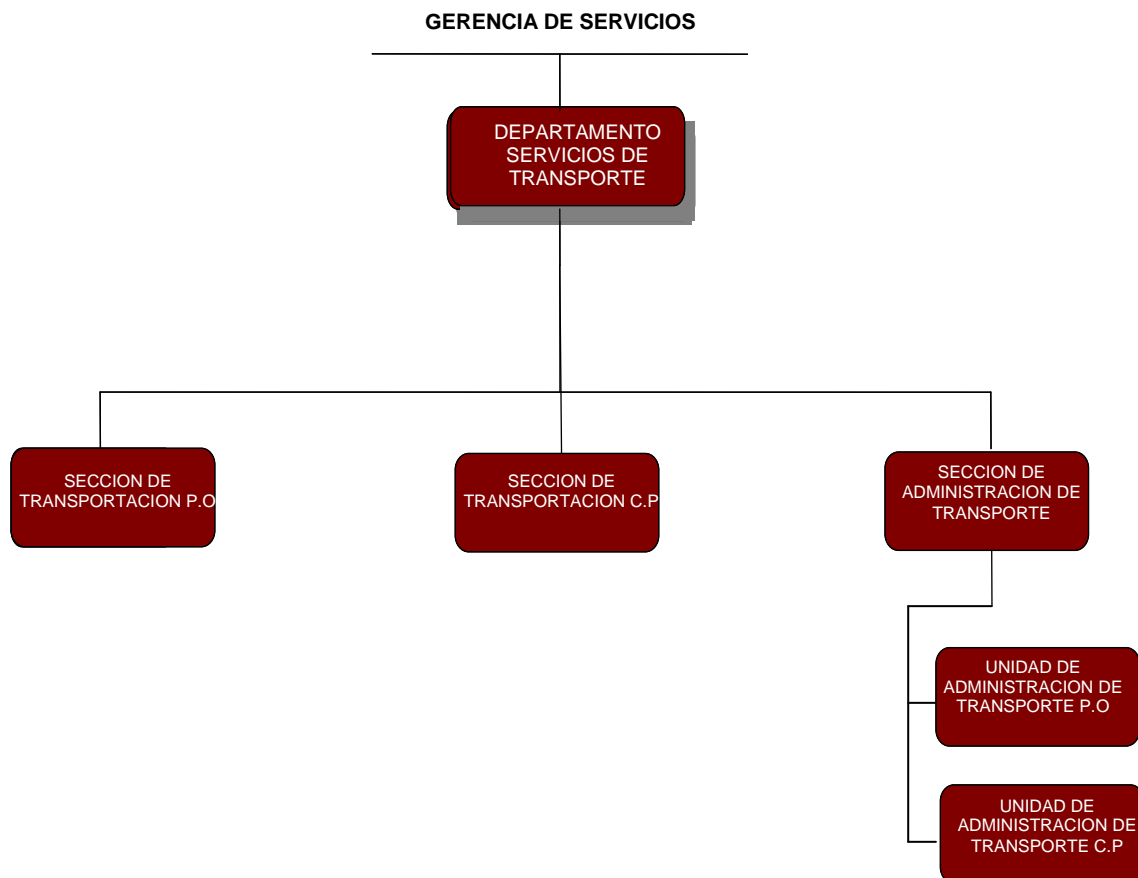 GERENCIA DE SERVICIOS
DEPARTAMENTO
SERVICIOS DE
TRANSPORTE
SECCION DE
TRANSPORTACION P.O
SECCION DE
TRANSPORTACION C.P
SECCION DE
ADMINISTRACION DE
TRANSPORTE
UNIDAD DE
ADMINISTRACION DE
TRANSPORTE P.O
UNIDAD DE
ADMINISTRACION DE
TRANSPORTE C.P